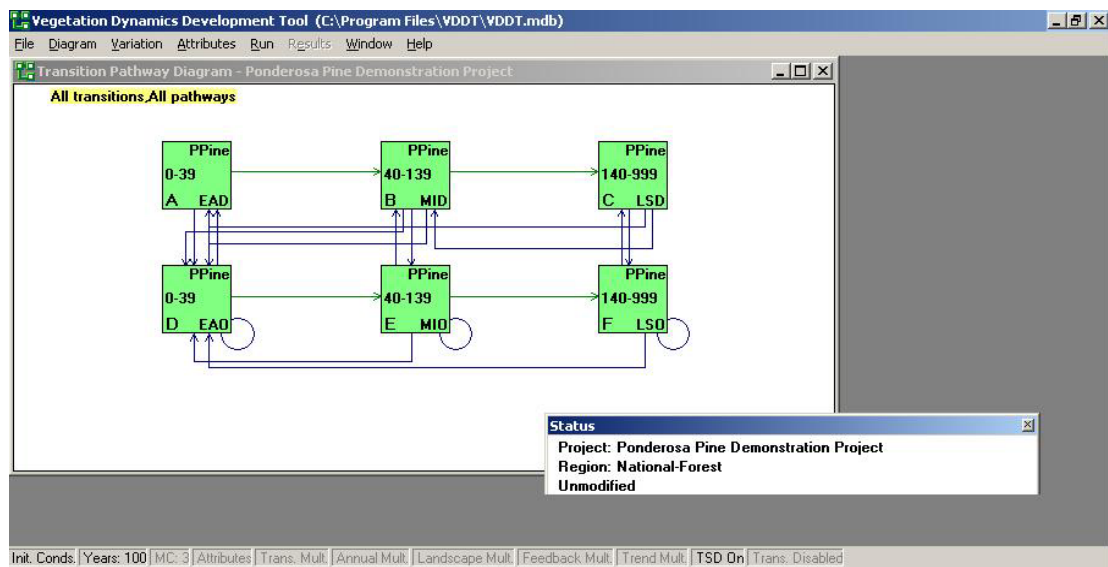 Vegetation Dynamics Development Tool (C:\Program Files\VDDT\VDDT.mdb)
File Diagram Variation Attributes Run Results Window Help
Transition Pathway Diagram - Ponderosa Pine Demonstration Project
All transitions,All pathways
PPine PPine PPine
0-39 40-139 140-999
A EAD B MID C LSD
PPine PPine PPine
0-39 40-139 140-999
D EAO E MIO F LSO
Status
Project: Ponderosa Pine Demonstration Project
Region: National-Forest
Unmodified
Init. Conds. Years: 100 MC: 3 Attributes Trans. Mult. Annual Mult. Landscape Mult. Feedback Mult. Trend Mult. TSD On Trans. Disabled